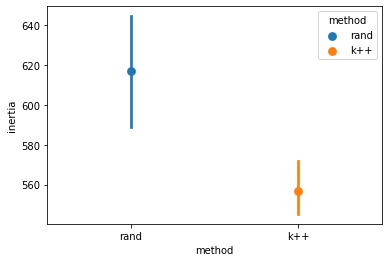 640
620
600
580
560
inertia
method
rand
k++
rand
k++
method